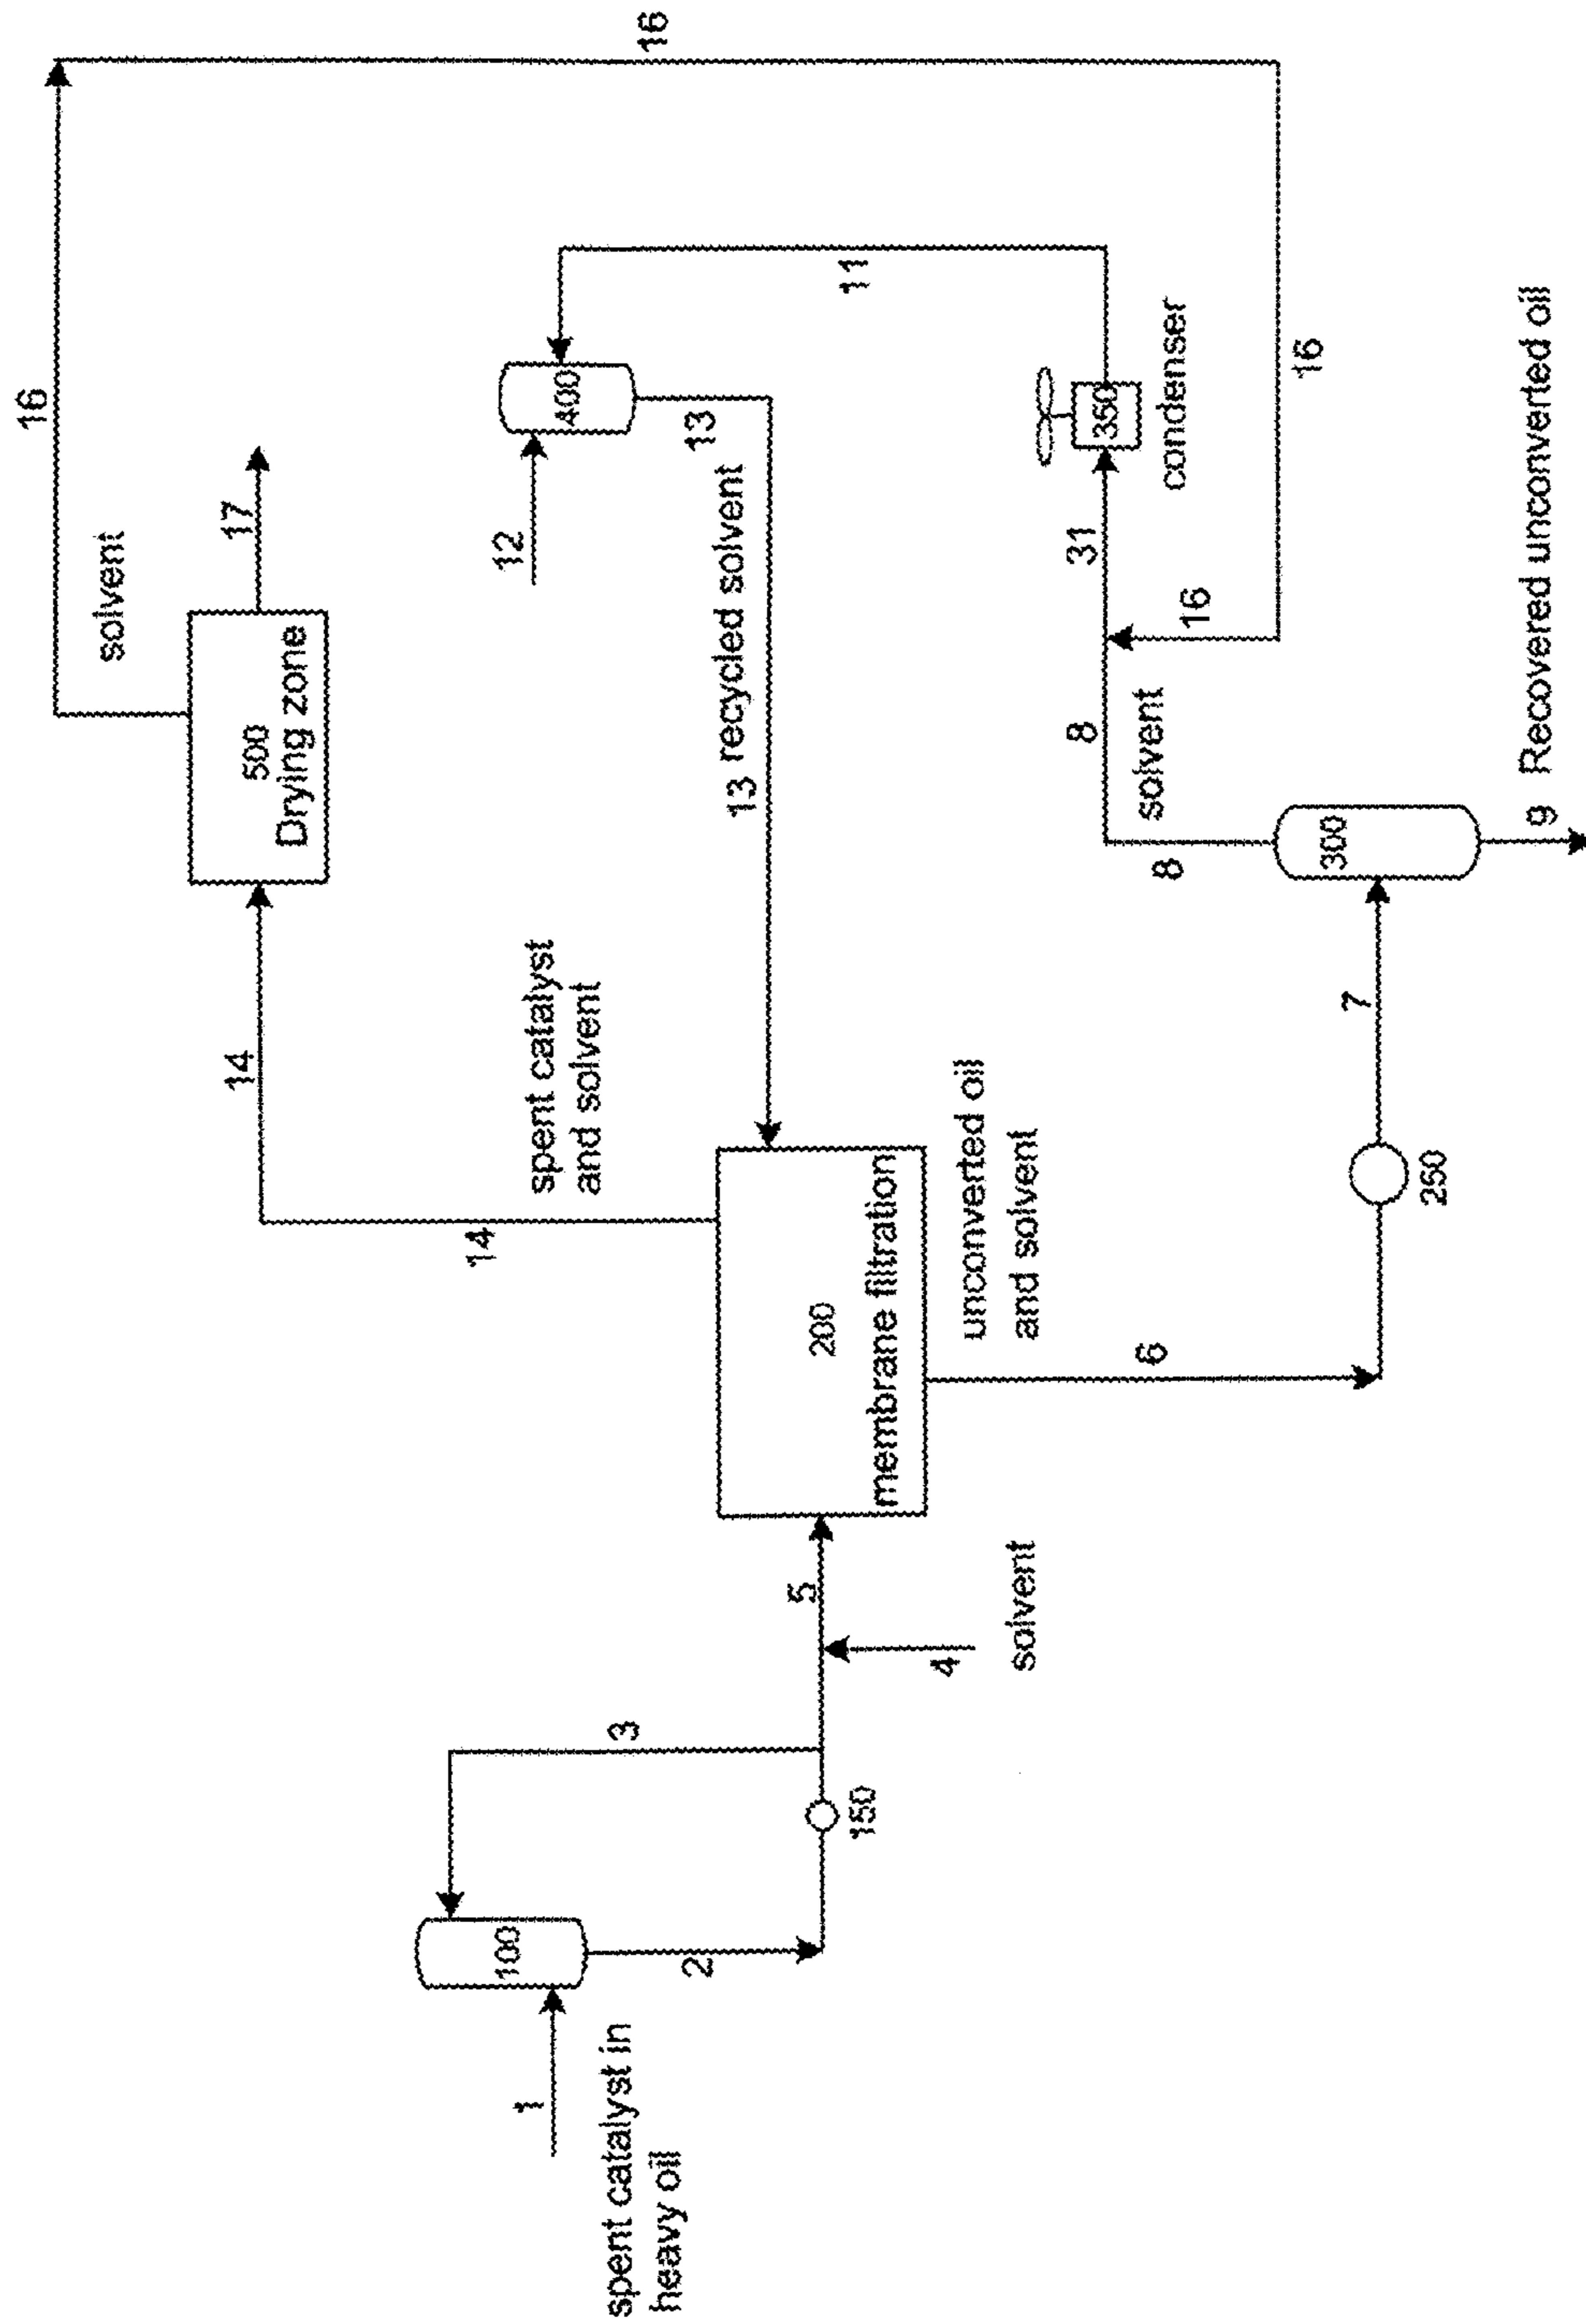 16
16
solvent
17
500
Drying zone
14
14
spent catalyst
and solvent
12
400
13
13 recycled solvent
11
31
350
condenser
16
16
8
solvent
8
300
9 Recovered unconverted oil
7
250
6
unconverted oil
and solvent
200
membrane filtration
5
4
solvent
3
150
2
100
1
spent catalyst in
heavy oil